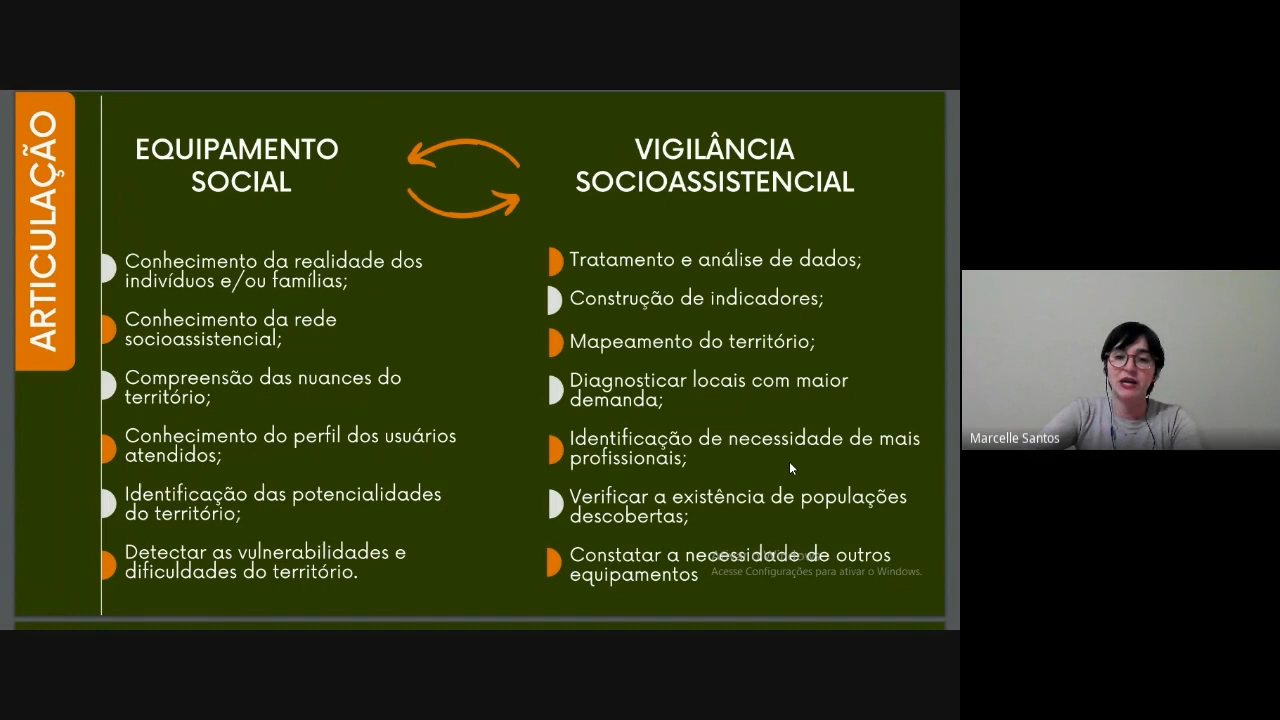 ARTICULAÇÃO
EQUIPAMENTO
SOCIAL
Conhecimento da realidade dos
indivíduos e/ou famílias;
Conhecimento da rede
socioassistencial;
Compreensão das nuances do
território;
Conhecimento do perfil dos usuários
atendidos;
Identificação das potencialidades
do território;
Detectar as vulnerabilidades e
dificuldades do território.
VIGILÂNCIA
SOCIOASSISTENCIAL
Tratamento e análise de dados;
Construção de indicadores;
Mapeamento do território;
Diagnosticar locais com maior
demanda;
Identificação de necessidade de mais
profissionais;
Verificar a existência de populações
descobertas;
Constatar a necessidade de outros
equipamentos
Acesse Configurações para ativar o Windows.
Marcelle Santos